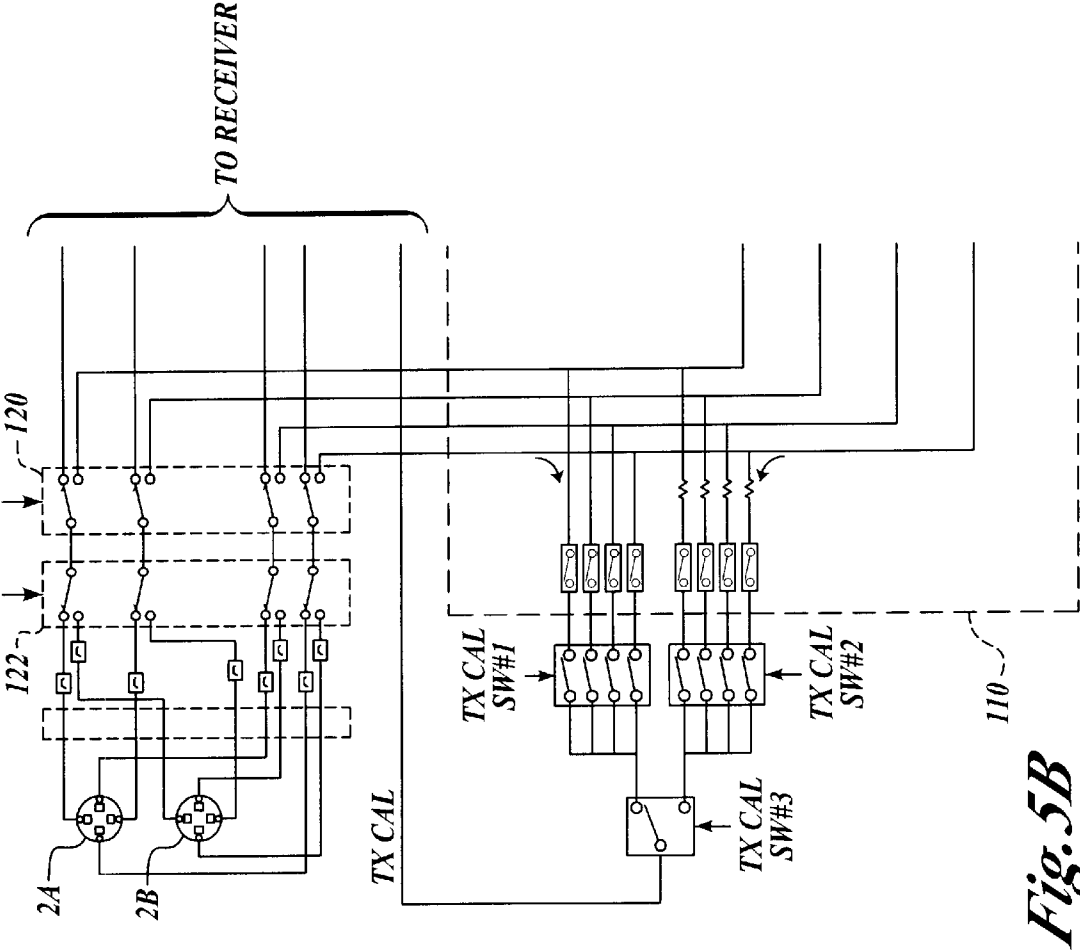 TO RECEIVER
120
122
2A
2B
TX CAL
TX CAL
SW#1
TX CAL
SW#2
TX CAL
SW#3
110
Fig. 5B